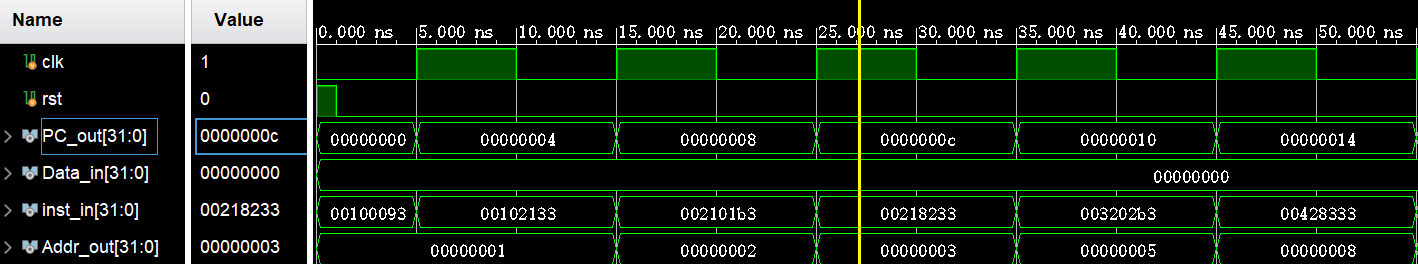 Name Value 0.000 ns 5.000 ns 10.000 ns 15.000 ns 20.000 ns 25.000 ns 30.000 ns 35.000 ns 40.000 ns 45.000 ns 50.000 ns
clk 1
rst 0
PC_out[31:0] 0000000c 00000000 00000004 00000008 0000000c 00000010 00000014
Data_in[31:0] 00000000 00000000
inst_in[31:0] 00218233 00100093 00102133 002101b3 00218233 003202b3 00428333
Addr_out[31:0] 00000003 00000001 00000002 00000003 00000005 00000008